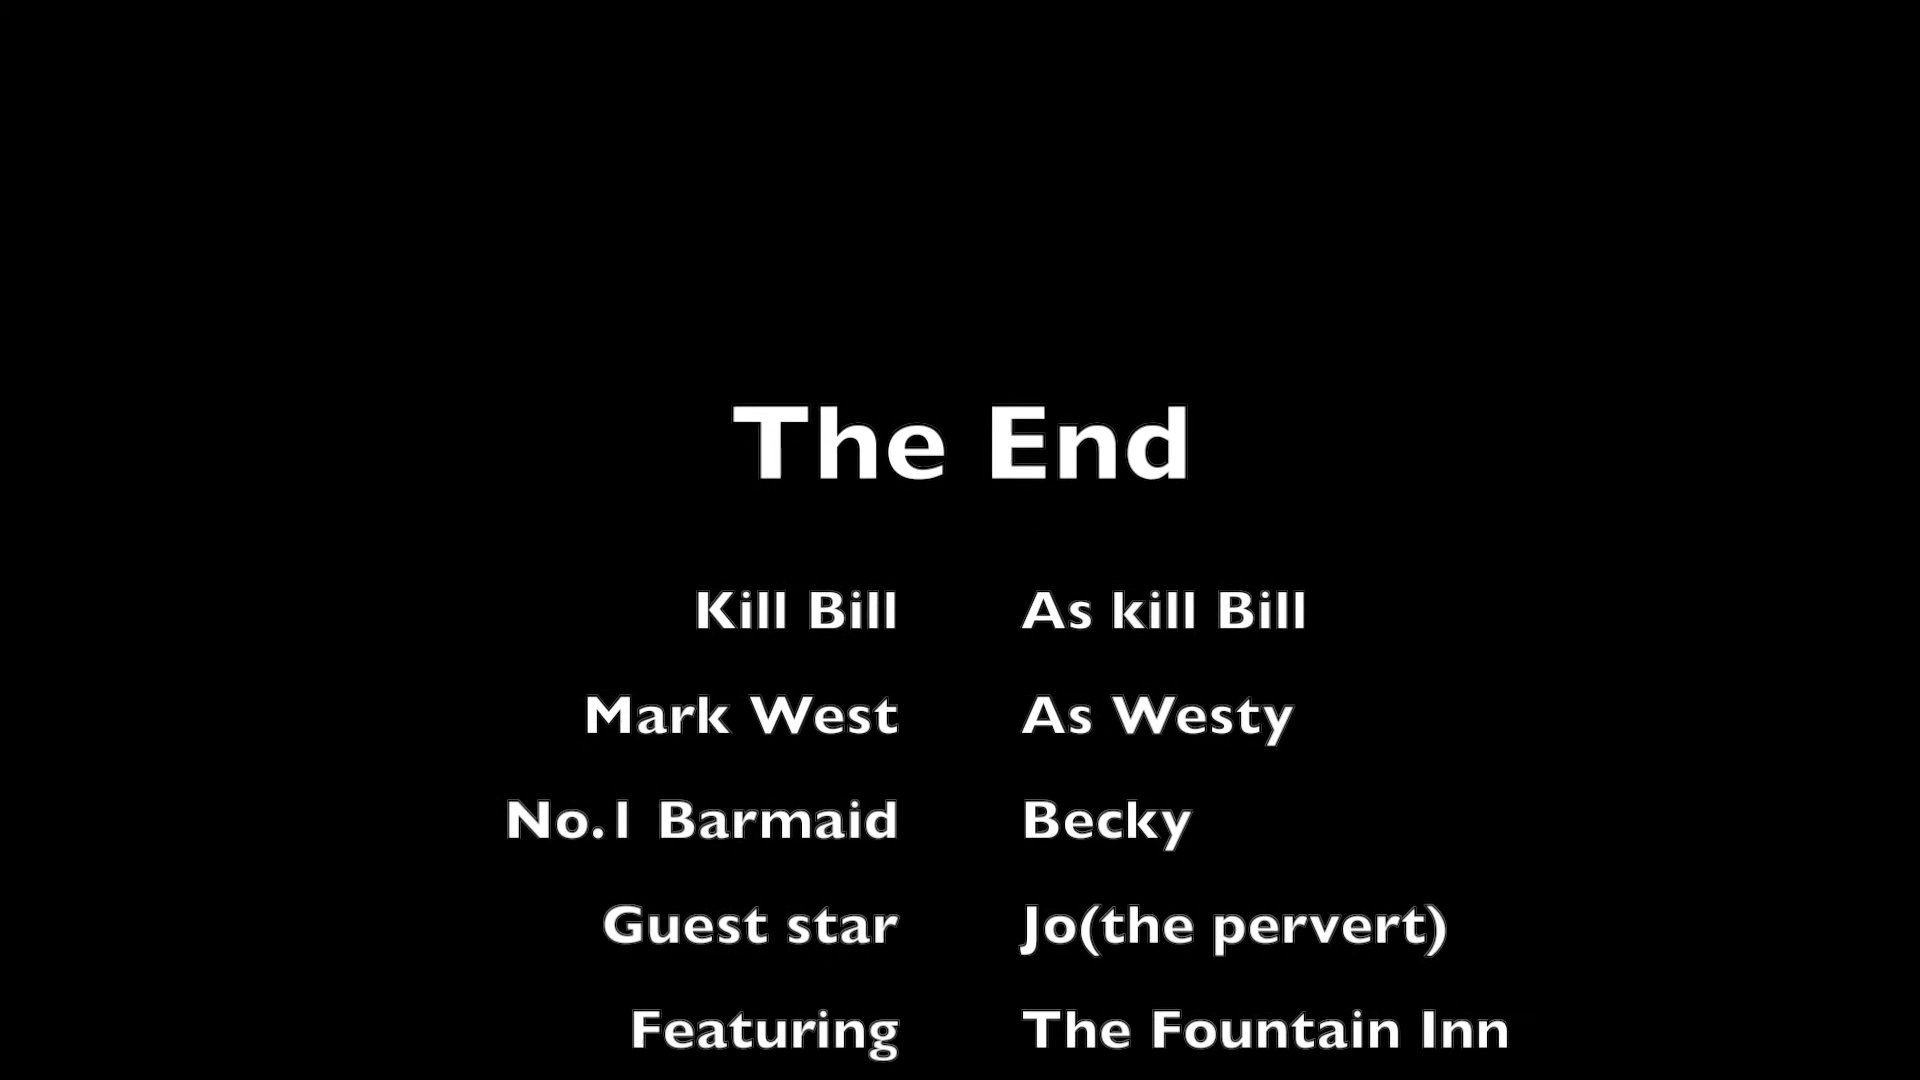 The End
Kill Bill As kill Bill
Mark West As Westy
No.1 Barmaid Becky
Guest star Jo(the pervert)
Featuring The Fountain Inn